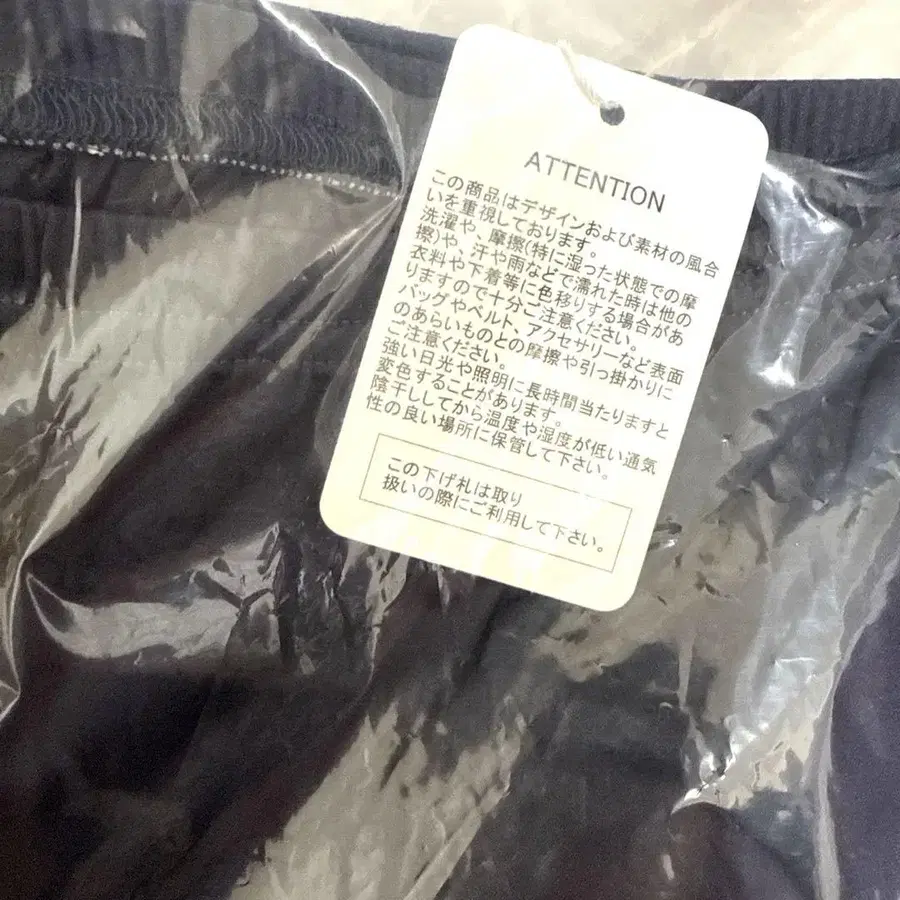 ATTENTION
この商品はデザインおよび素材の風合
いを重視しております。
洗濯や、摩擦(特に湿った状態での摩
擦)や、汗や雨などで濡れた時は他の
衣料や下着等に色移りする場合があ
りますので十分ご注意ください。
バッグやベルト、アクセサリーなど表面
のあらいものとの摩擦や引っ掛かりに
ご注意ください。
強い日光や照明に長時間当たりますと
変色することがあります。
陰干ししてから温度や湿度が低い通気
性の良い場所に保管して下さい。
この下げ札は取り
扱いの際にご利用して下さい。